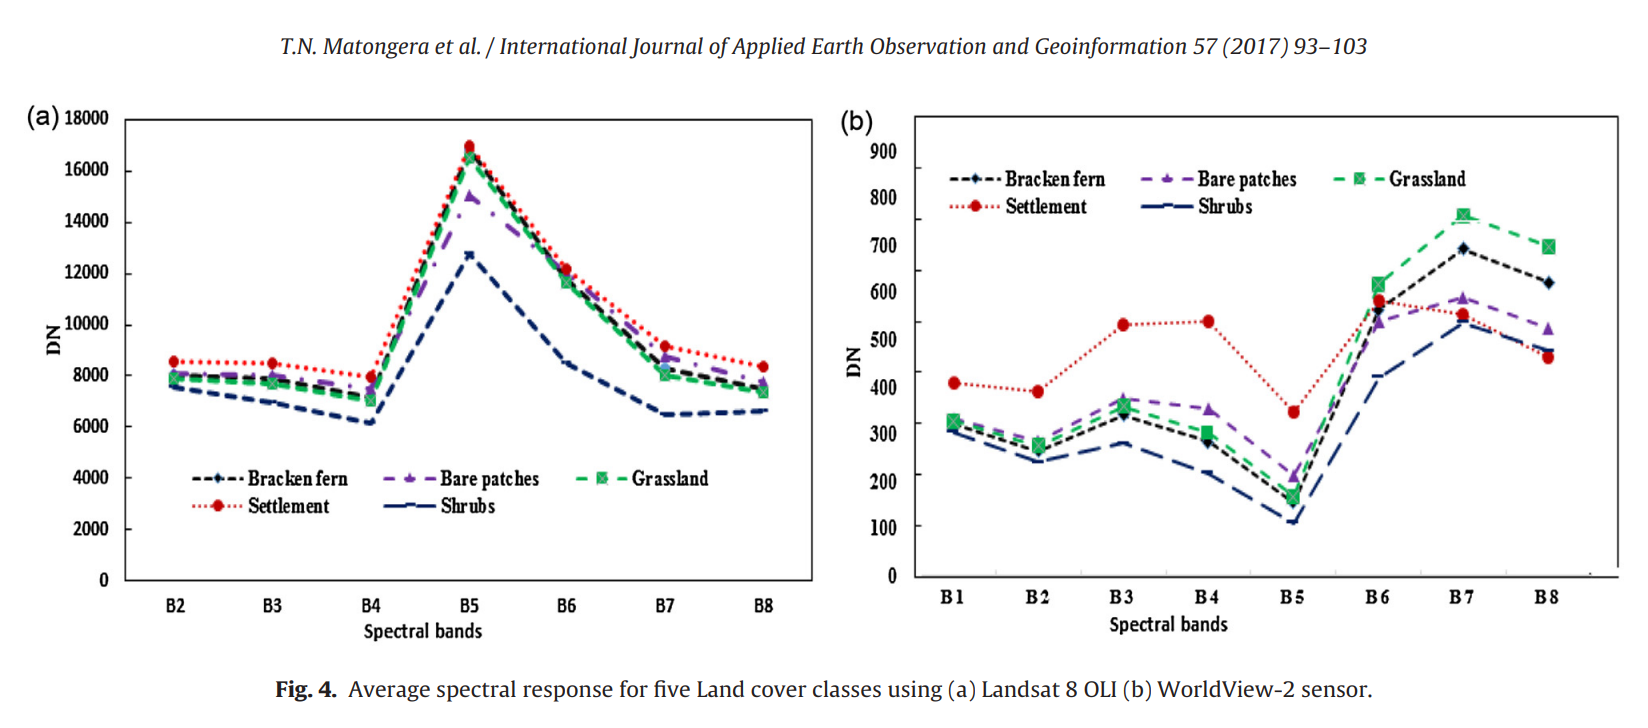 T.N. Matongera et al. / International Journal of Applied Earth Observation and Geoinformation 57 (2017) 93–103
(a)
18000
16000
14000
12000
10000
8000
6000
4000
2000
0
DN
Bracken fern Bare patches Grassland
Settlement Shrubs
B2 B3 B4 B5 B6 B7 B8
Spectral bands
(b)
900
800
700
600
500
400
300
200
100
0
DN
Bracken fern Bare patches Grassland
Settlement Shrubs
B1 B2 B3 B4 B5 B6 B7 B8
Spectral bands
Fig. 4. Average spectral response for five Land cover classes using (a) Landsat 8 OLI (b) WorldView-2 sensor.